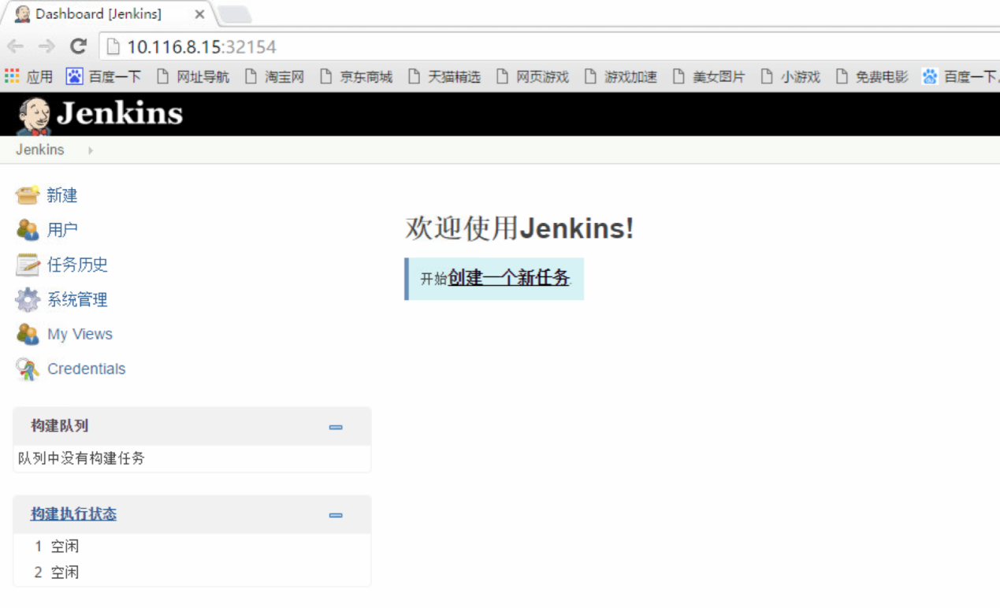 Dashboard [Jenkins]
10.116.8.15:32154
应用 百度一下 网址导航 淘宝网 京东商城 天猫精选 网页游戏 游戏加速 美女图片 小游戏 免费电影 百度一下
Jenkins
Jenkins
新建
用户
任务历史
系统管理
My Views
Credentials
欢迎使用Jenkins!
开始创建一个新任务.
构建队列
队列中没有构建任务
构建执行状态
1 空闲
2 空闲